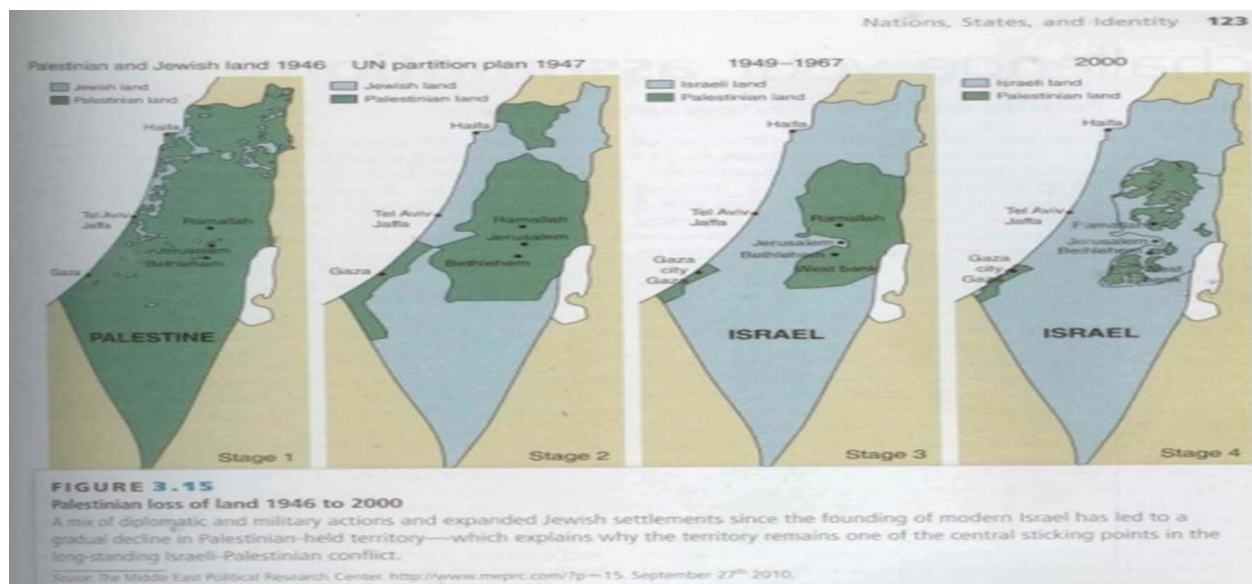 Nations, States, and Identity 123
Palestinian and Jewish land 1946
Jewish land
Palestinian land
Haifa
Tel Aviv
Jaffa
Ramallah
Jerusalem
Bethlehem
Gaza
PALESTINE
Stage 1
UN partition plan 1947
Jewish land
Palestinian land
Haifa
Tel Aviv
Jaffa
Ramallah
Jerusalem
Bethlehem
Gaza
Stage 2
1949–1967
Israeli land
Palestinian land
Haifa
Tel Aviv
Jaffa
Ramallah
Jerusalem
Bethlehem
Gaza
city
Gaza
West bank
ISRAEL
Stage 3
2000
Israeli land
Palestinian land
Haifa
Tel Aviv
Jaffa
Ramallah
Jerusalem
Bethlehem
Gaza
city
Gaza
West
ISRAEL
Stage 4
FIGURE 3.15
Palestinian loss of land 1946 to 2000
A mix of diplomatic and military actions and expanded Jewish settlements since the founding of modern Israel has led to a
gradual decline in Palestinian-held territory—which explains why the territory remains one of the central sticking points in the
long-standing Israeli-Palestinian conflict.
Source: The Middle East Political Research Center. http://www.meprc.com/?p=15. September 27th 2010.